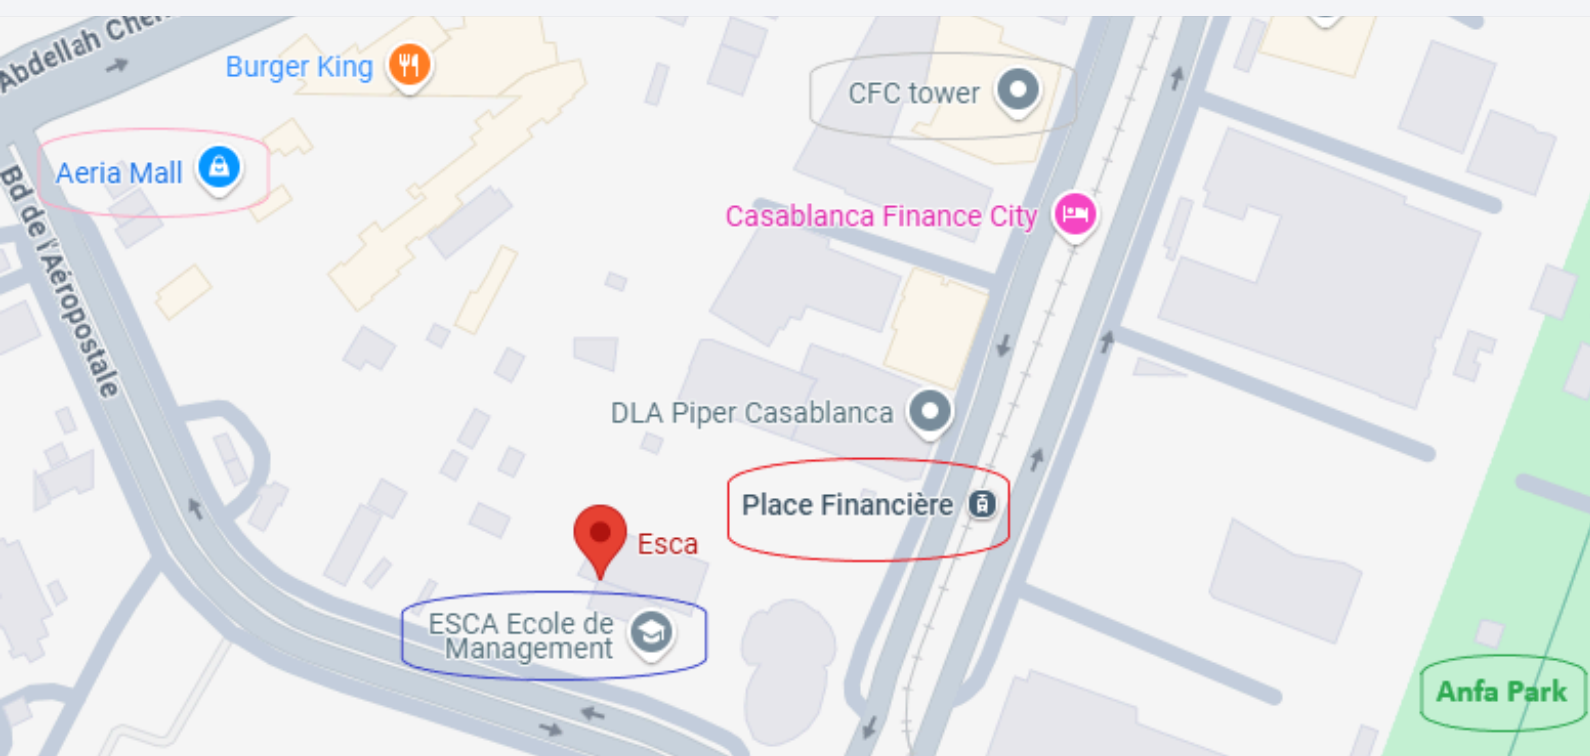 Abdellah Chef
Burger King
CFC tower
Aeria Mall
Bd de l'Aéropostale
Casablanca Finance City
DLA Piper Casablanca
Place Financière
Esca
ESCA Ecole de
Management
Anfa Park